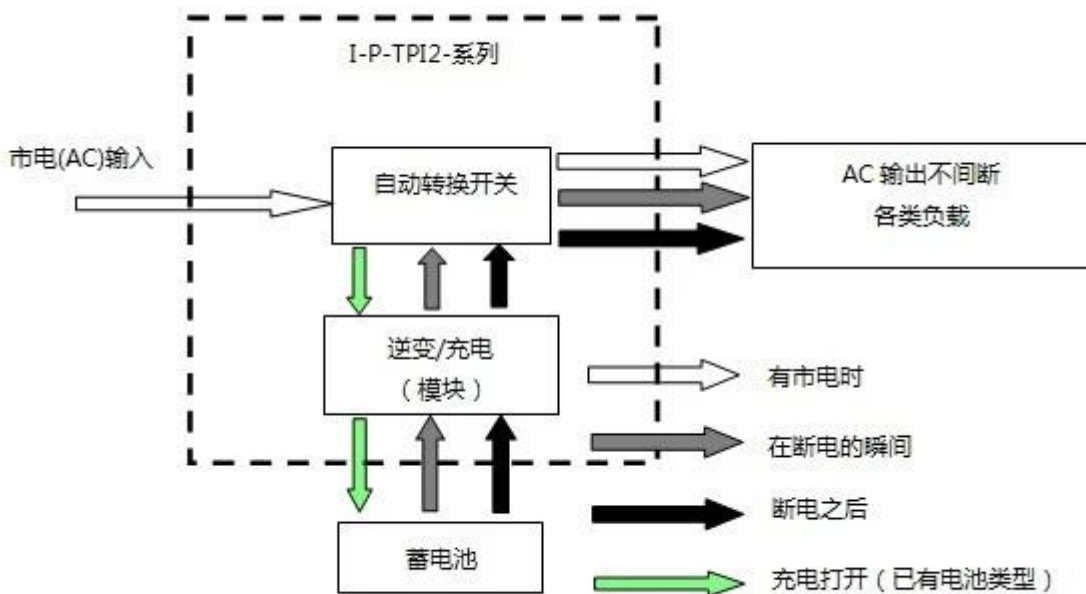 I-P-TPI2-系列
市电(AC)输入
自动转换开关
AC 输出不间断
各类负载
逆变/充电
（模块）
有市电时
在断电的瞬间
断电之后
蓄电池
充电打开（已有电池类型）